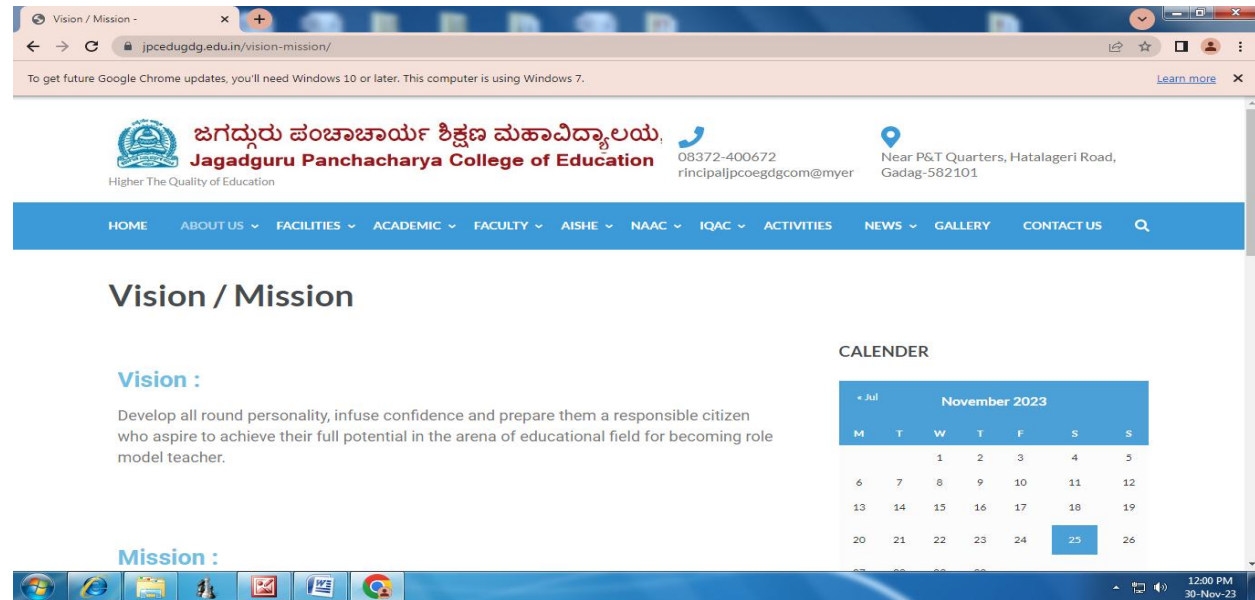 Vision / Mission -
jpcedugdg.edu.in/vision-mission/
To get future Google Chrome updates, you'll need Windows 10 or later. This computer is using Windows 7.
Learn more
ಜಗದ್ಗುರು ಪಂಚಾಚಾರ್ಯ ಶಿಕ್ಷಣ ಮಹಾವಿದ್ಯಾಲಯ,
Jagadguru Panchacharya College of Education
Higher The Quality of Education
08372-400672
rincipaljpcoegdgcom@myer
Near P&T Quarters, Hatalageri Road,
Gadag-582101
HOME ABOUT US FACILITIES ACADEMIC FACULTY AISHE NAAC IQAC ACTIVITIES NEWS GALLERY CONTACT US
Vision / Mission
Vision :
Develop all round personality, infuse confidence and prepare them a responsible citizen
who aspire to achieve their full potential in the arena of educational field for becoming role
model teacher.
Mission :
CALENDER
« Jul November 2023
M T W T F S S
1 2 3 4 5
6 7 8 9 10 11 12
13 14 15 16 17 18 19
20 21 22 23 24 25 26
12:00 PM
30-Nov-23